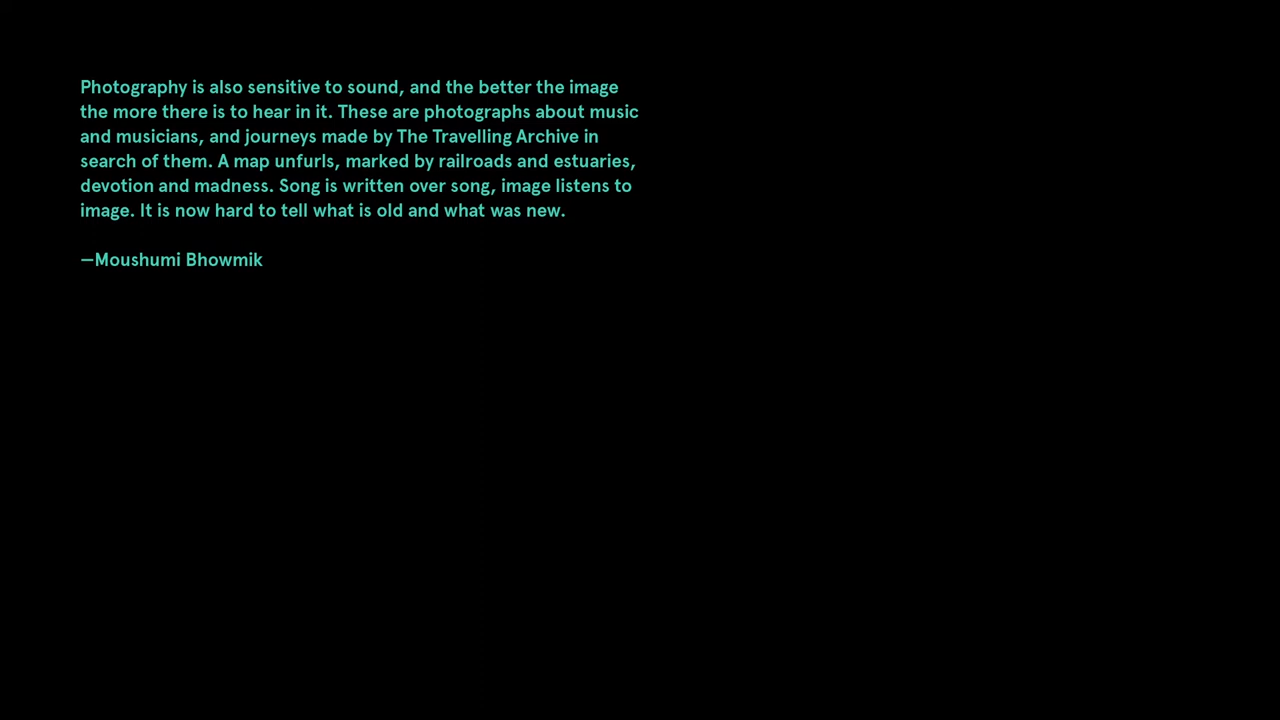 Photography is also sensitive to sound, and the better the image
the more there is to hear in it. These are photographs about music
and musicians, and journeys made by The Travelling Archive in
search of them. A map unfurls, marked by railroads and estuaries,
devotion and madness. Song is written over song, image listens to
image. It is now hard to tell what is old and what was new.
—Moushumi Bhowmik